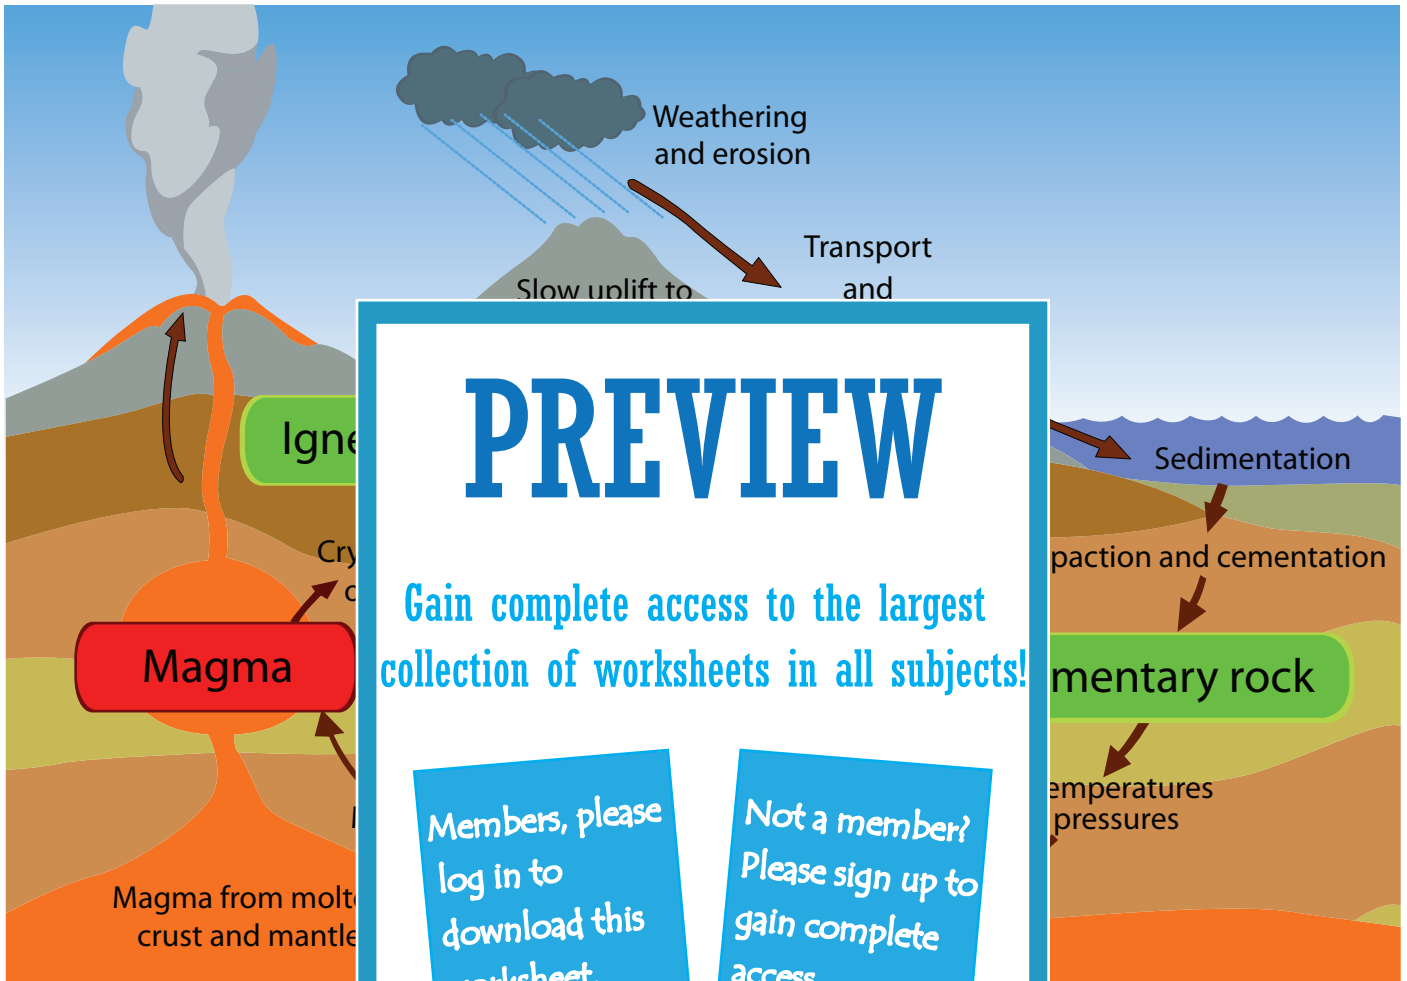 Weathering
and erosion
Transport
and
Slow uplift to
PREVIEW
Gain complete access to the largest
collection of worksheets in all subjects!
Members, please
log in to
download this
worksheet.
Not a member?
Please sign up to
gain complete
access.
Igne
Cry
Magma
Magma from molt
crust and mantle
Sedimentation
paction and cementation
mentary rock
emperatures
pressures